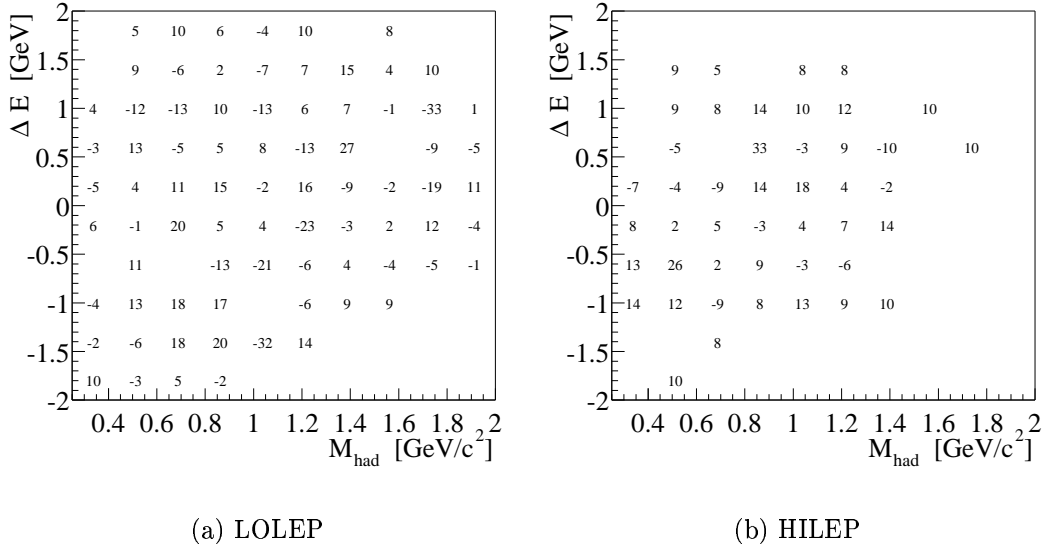 2 5 10 6 -4 10 8
1.5 9 -6 2 -7 7 15 4 10
1 4 -12 -13 10 -13 6 7 -1 -33 1
0.5 -3 13 -5 5 8 -13 27 -9 -5
0 -5 4 11 15 -2 16 -9 -2 -19 11
-0.5 6 -1 20 5 4 -23 -3 2 12 -4
11 -13 -21 -6 4 -4 -5 -1
-1 -4 13 18 17 -6 9 9
-1.5 -2 -6 18 20 -32 14
-2 10 -3 5 -2
Δ E [GeV]
0.4 0.6 0.8 1 1.2 1.4 1.6 1.8 2
M_had [GeV/c²]
(a) LOLEP
2
1.5 9 5 8 8
1 9 8 14 10 12 10
0.5 -5 33 -3 9 -10 10
0 -7 -4 -9 14 18 4 -2
-0.5 8 2 5 -3 4 7 14
13 26 2 9 -3 -6
-1 14 12 -9 8 13 9 10
-1.5 8
-2 10
Δ E [GeV]
0.4 0.6 0.8 1 1.2 1.4 1.6 1.8 2
M_had [GeV/c²]
(b) HILEP